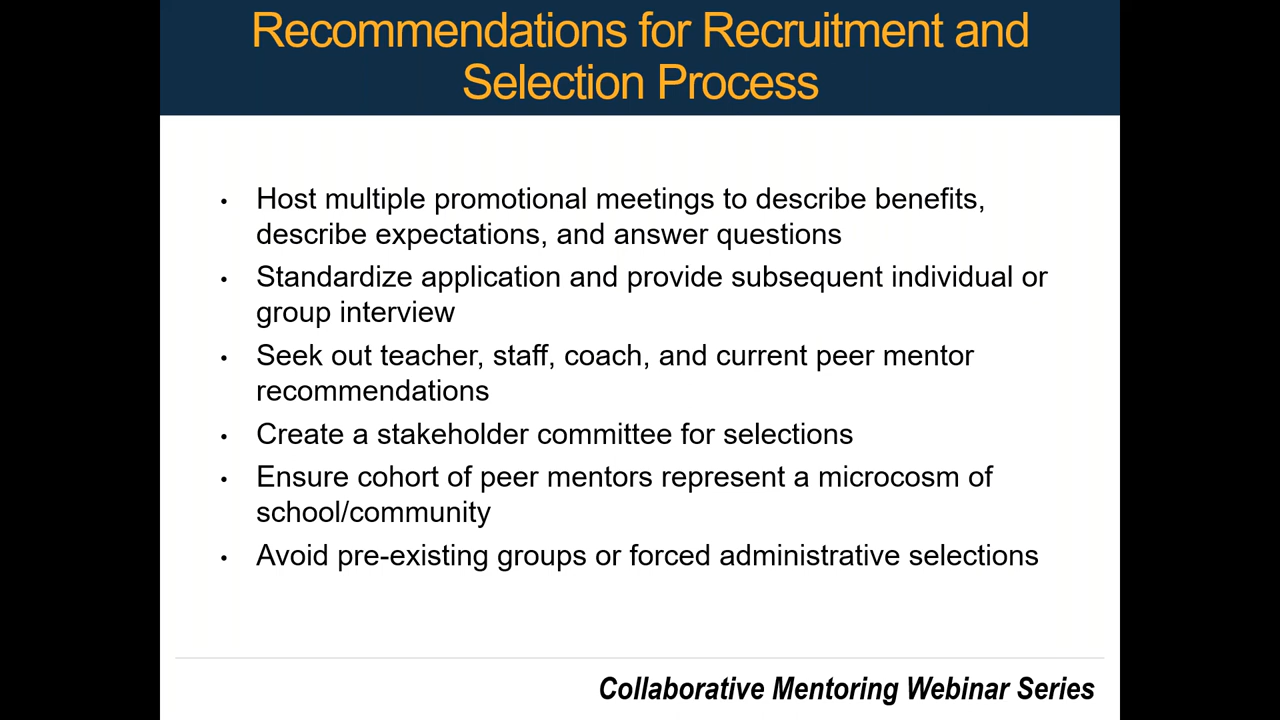 Recommendations for Recruitment and
Selection Process
• Host multiple promotional meetings to describe benefits,
describe expectations, and answer questions
• Standardize application and provide subsequent individual or
group interview
• Seek out teacher, staff, coach, and current peer mentor
recommendations
• Create a stakeholder committee for selections
• Ensure cohort of peer mentors represent a microcosm of
school/community
• Avoid pre-existing groups or forced administrative selections
Collaborative Mentoring Webinar Series